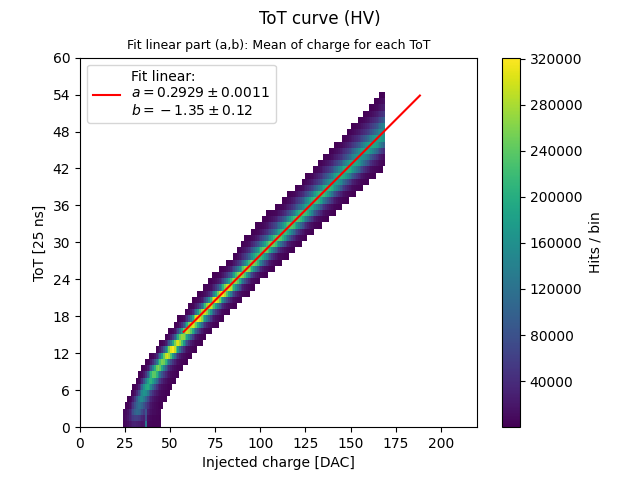 ToT curve (HV)
Fit linear part (a,b): Mean of charge for each ToT
Fit linear:
a = 0.2929 ± 0.0011
b = −1.35 ± 0.12
ToT [25 ns]
60
54
48
42
36
30
24
18
12
6
0
0 25 50 75 100 125 150 175 200
Injected charge [DAC]
320000
280000
240000
200000
160000
120000
80000
40000
Hits / bin